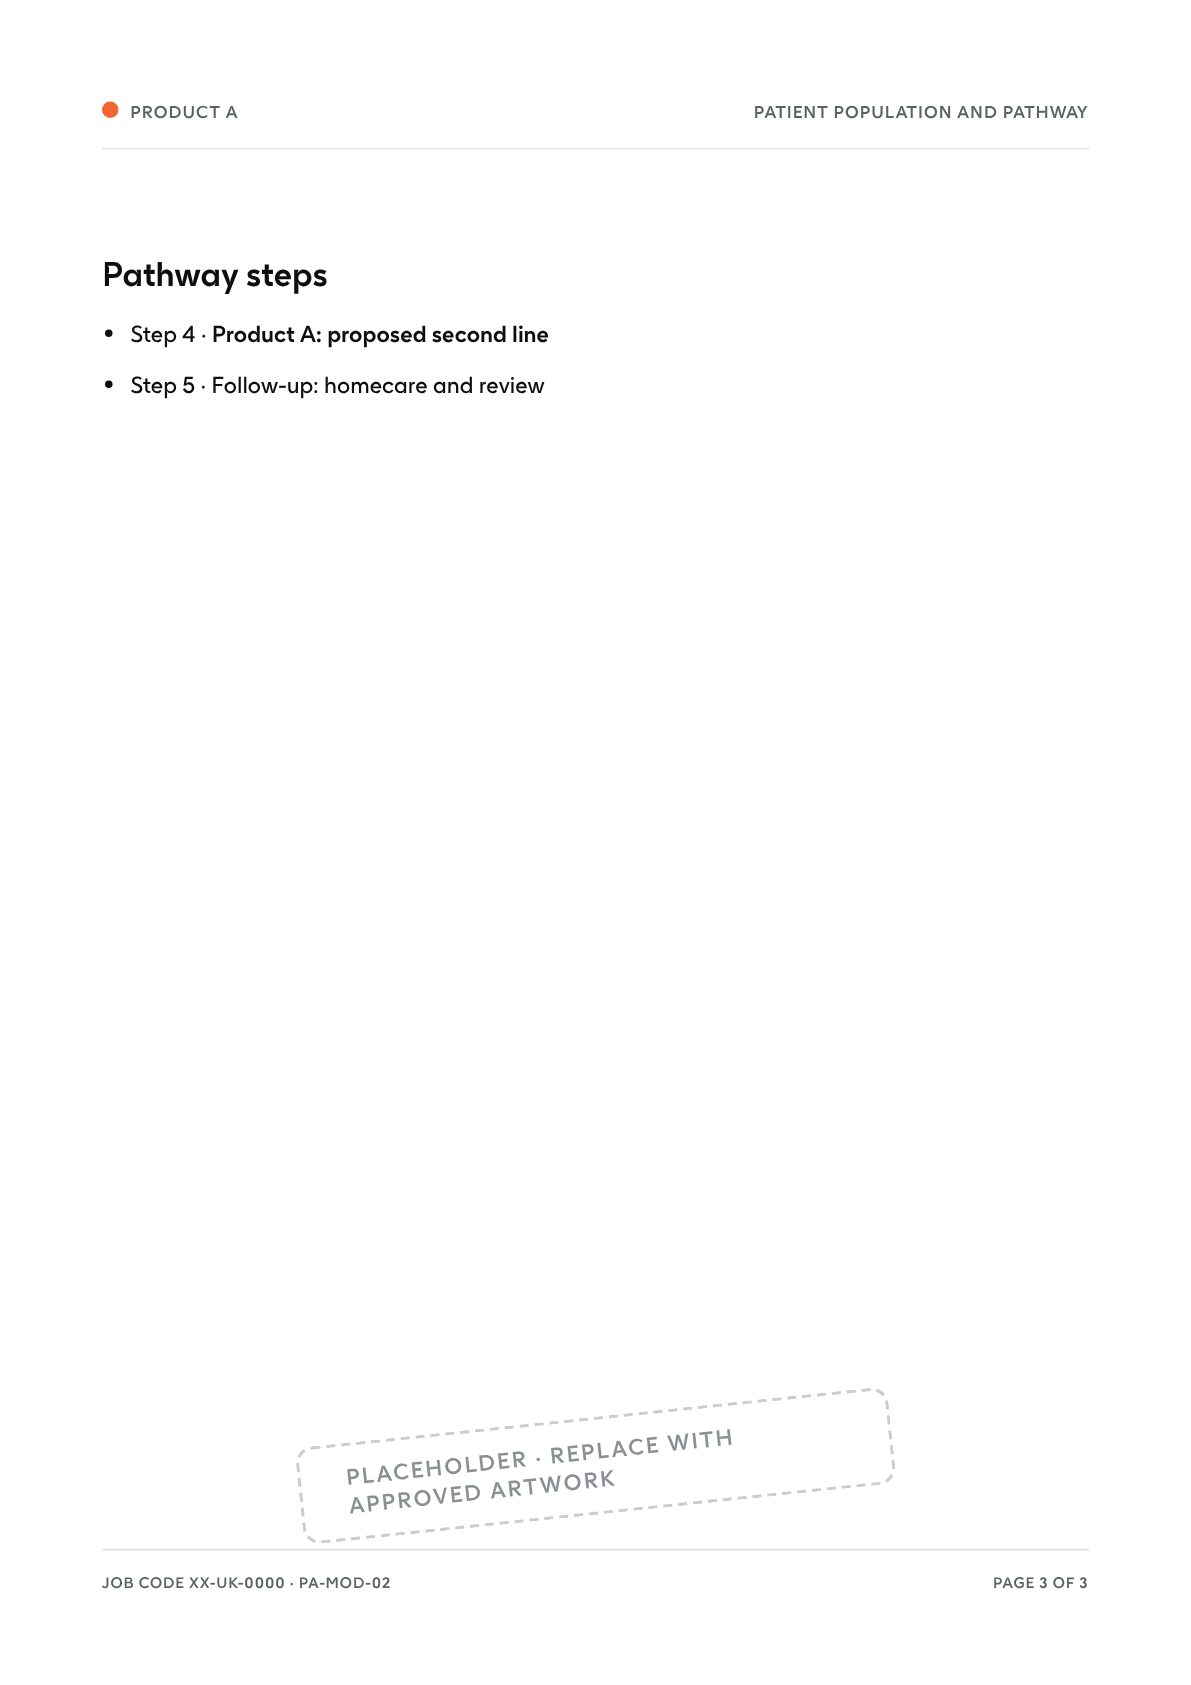 PRODUCT A
PATIENT POPULATION AND PATHWAY
Pathway steps
• Step 4 · Product A: proposed second line
• Step 5 · Follow-up: homecare and review
PLACEHOLDER · REPLACE WITH
APPROVED ARTWORK
JOB CODE XX-UK-0000 · PA-MOD-02
PAGE 3 OF 3